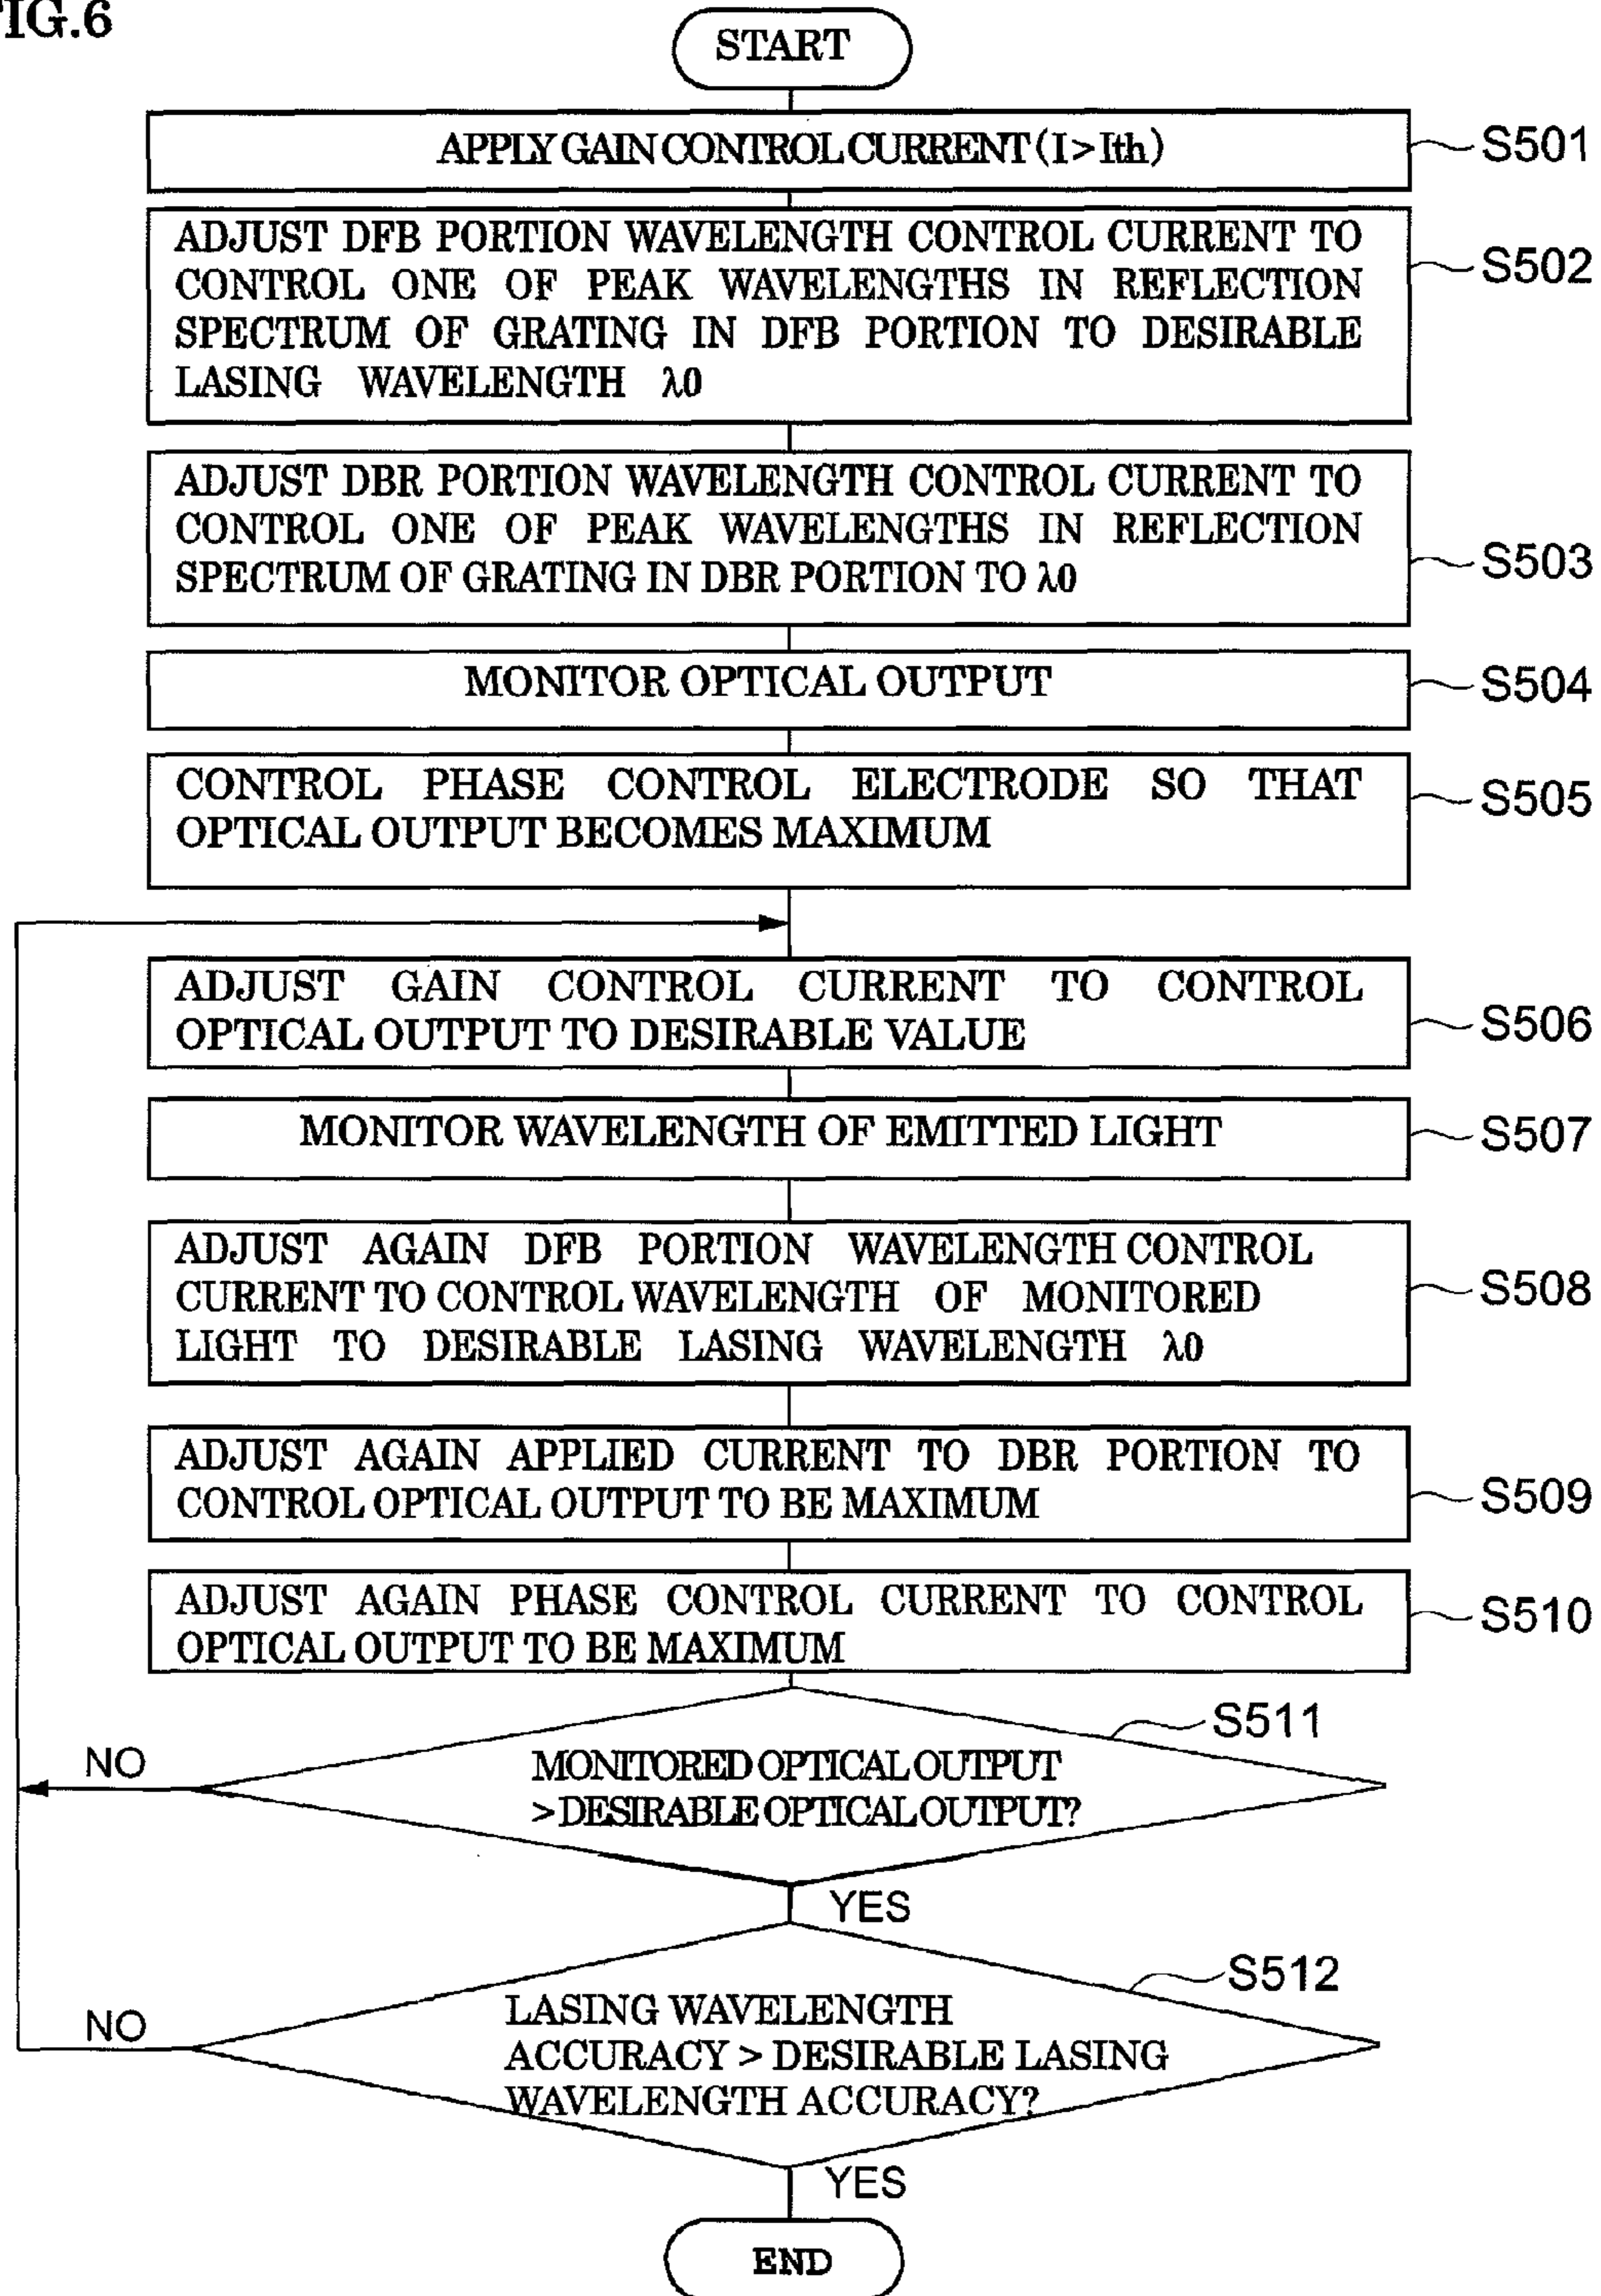 FIG.6
START
APPLY GAIN CONTROL CURRENT (I > Ith)
S501
ADJUST DFB PORTION WAVELENGTH CONTROL CURRENT TO
CONTROL ONE OF PEAK WAVELENGTHS IN REFLECTION
SPECTRUM OF GRATING IN DFB PORTION TO DESIRABLE
LASING WAVELENGTH λ0
S502
ADJUST DBR PORTION WAVELENGTH CONTROL CURRENT TO
CONTROL ONE OF PEAK WAVELENGTHS IN REFLECTION
SPECTRUM OF GRATING IN DBR PORTION TO λ0
S503
MONITOR OPTICAL OUTPUT
S504
CONTROL PHASE CONTROL ELECTRODE SO THAT
OPTICAL OUTPUT BECOMES MAXIMUM
S505
ADJUST GAIN CONTROL CURRENT TO CONTROL
OPTICAL OUTPUT TO DESIRABLE VALUE
S506
MONITOR WAVELENGTH OF EMITTED LIGHT
S507
ADJUST AGAIN DFB PORTION WAVELENGTH CONTROL
CURRENT TO CONTROL WAVELENGTH OF MONITORED
LIGHT TO DESIRABLE LASING WAVELENGTH λ0
S508
ADJUST AGAIN APPLIED CURRENT TO DBR PORTION TO
CONTROL OPTICAL OUTPUT TO BE MAXIMUM
S509
ADJUST AGAIN PHASE CONTROL CURRENT TO CONTROL
OPTICAL OUTPUT TO BE MAXIMUM
S510
S511
NO
MONITORED OPTICAL OUTPUT
> DESIRABLE OPTICAL OUTPUT?
YES
S512
NO
LASING WAVELENGTH
ACCURACY > DESIRABLE LASING
WAVELENGTH ACCURACY?
YES
END